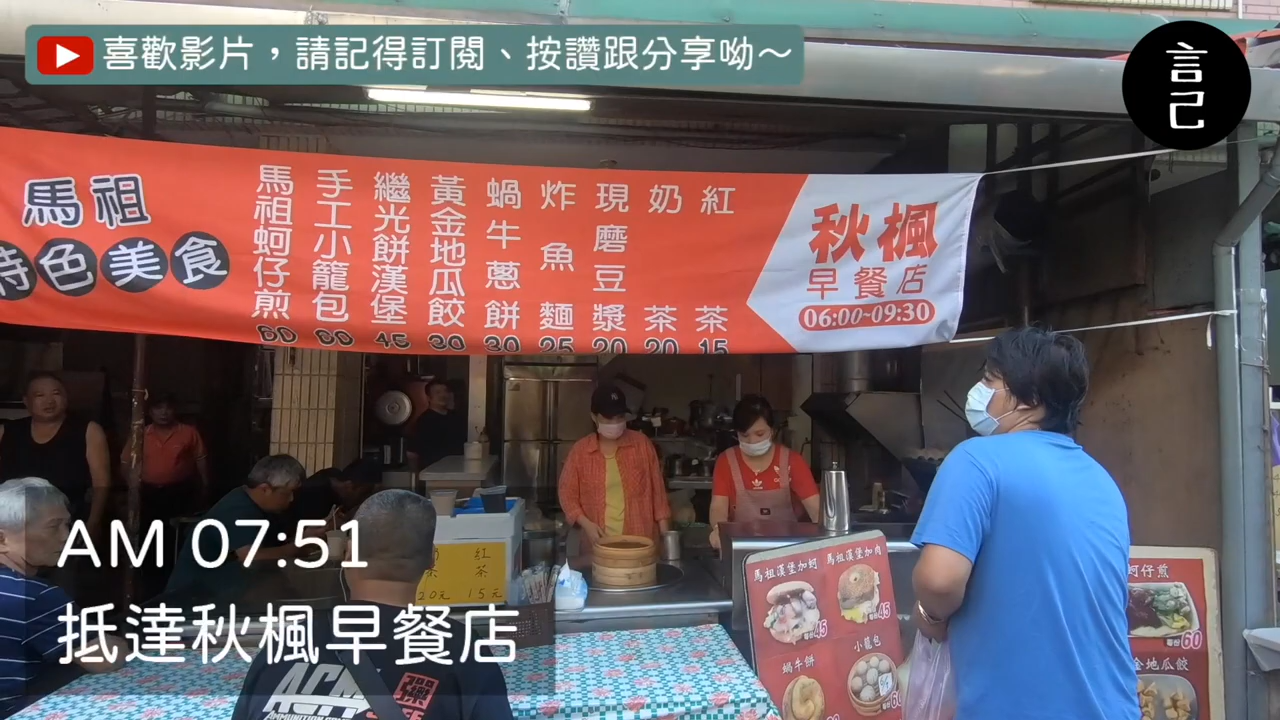 喜歡影片，請記得訂閱、按讚跟分享呦～
言己
馬祖
特色美食
馬祖蚵仔煎 60
手工小籠包 60
繼光餅漢堡 45
黃金地瓜餃 30
蝸牛蔥餅 30
炸魚麵 25
現磨豆漿 20
奶茶 20
紅茶 15
秋楓
早餐店
06:00~09:30
AM 07:51
抵達秋楓早餐店
紅茶 15元
20元
馬祖漢堡加蚵
45
馬祖漢堡加肉
45
蝸牛餅
小籠包
60
蚵仔煎
60
金地瓜餃
ACM